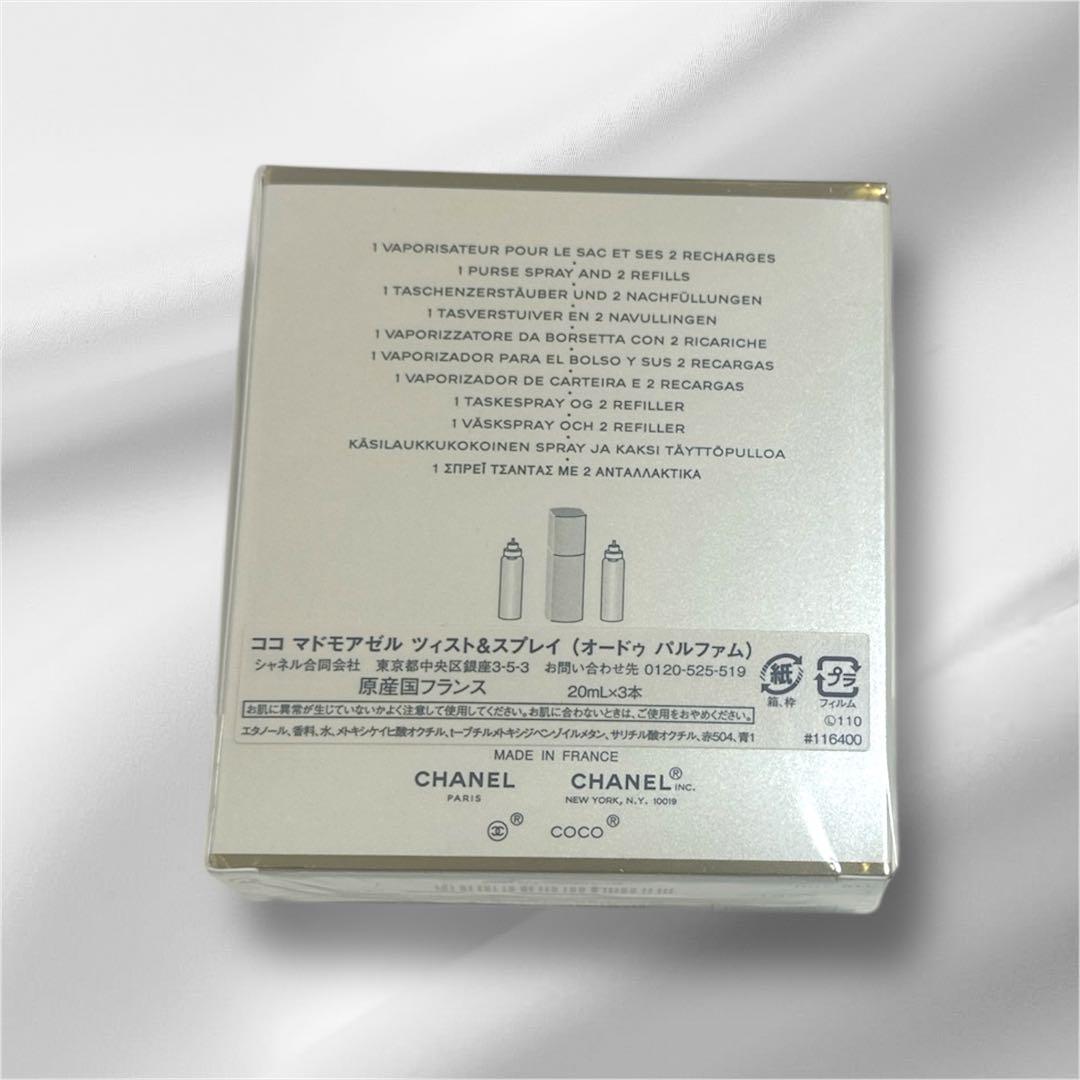 1 VAPORISATEUR POUR LE SAC ET SES 2 RECHARGES
1 PURSE SPRAY AND 2 REFILLS
1 TASCHENZERSTÄUBER UND 2 NACHFÜLLUNGEN
1 TASVERSTUIVER EN 2 NAVULLINGEN
1 VAPORIZZATORE DA BORSETTA CON 2 RICARICHE
1 VAPORIZADOR PARA EL BOLSO Y SUS 2 RECARGAS
1 VAPORIZADOR DE CARTEIRA E 2 RECARGAS
1 TASKESPRAY OG 2 REFILLER
1 VÄSKSPRAY OCH 2 REFILLER
KÄSILAUKKUKOKOINEN SPRAY JA KAKSI TÄYTTÖPULLOA
1 ΣΠΡΕΪ ΤΣΑΝΤΑΣ ΜΕ 2 ΑΝΤΑΛΛΑΚΤΙΚΑ
ココ マドモアゼル ツィスト&スプレイ (オードゥ パルファム)
シャネル合同会社 東京都中央区銀座3-5-3 お問い合わせ先 0120-525-519
原産国フランス 20mL×3本
紙 箱、枠
プラ フィルム
お肌に異常が生じていないかよく注意して使用してください。お肌に合わないときは、ご使用をおやめください。
Ⓛ110
エタノール、香料、水、メトキシケイヒ酸オクチル、t-ブチルメトキシジベンゾイルメタン、サリチル酸オクチル、赤504、青1
#116400
MADE IN FRANCE
CHANEL CHANEL® INC.
PARIS NEW YORK, N.Y. 10019
® COCO®